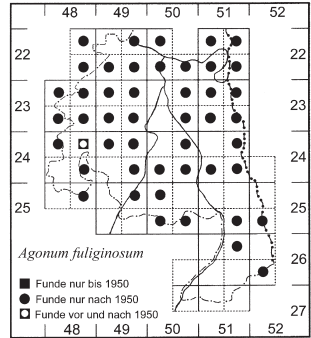 48 49 50 51 52
22 22
23 23
24 24
25 25
26 26
27
Agonum fuliginosum
Funde nur bis 1950
Funde nur nach 1950
Funde vor und nach 1950
48 49 50 51 52